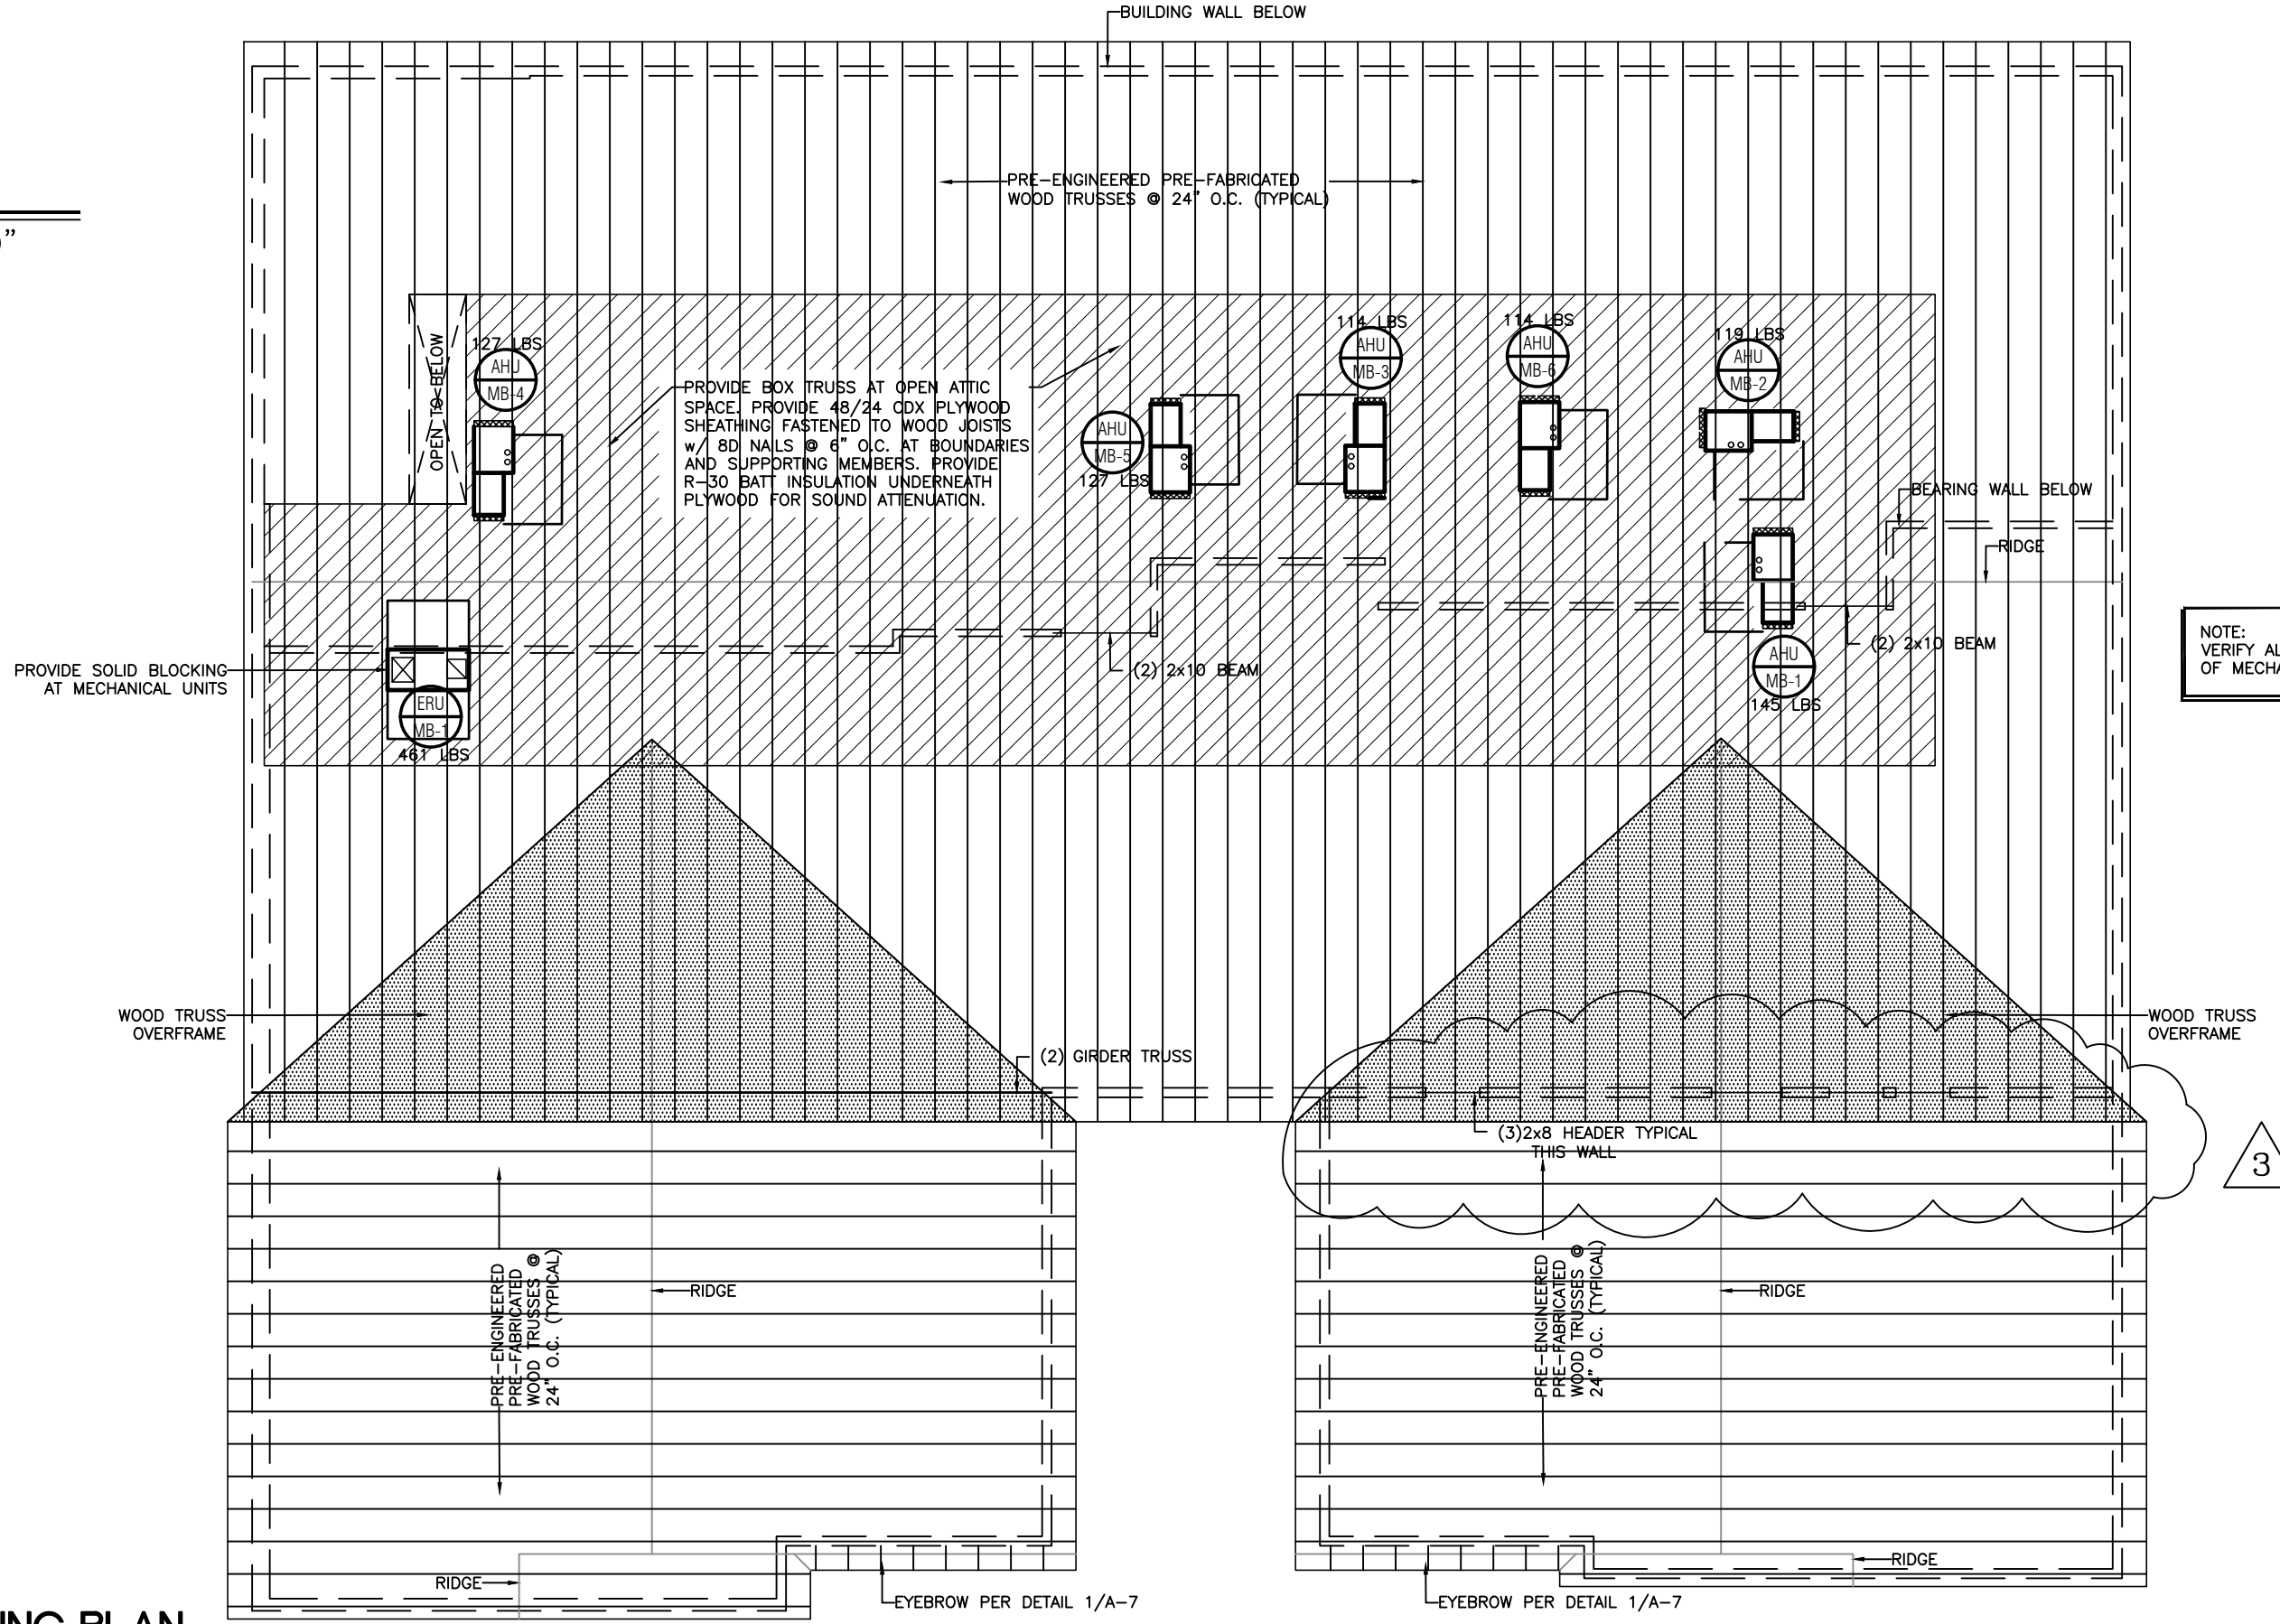 BUILDING WALL BELOW
PRE-ENGINEERED PRE-FABRICATED
WOOD TRUSSES @ 24" O.C. (TYPICAL)
"
OPEN TO BELOW
127 LBS
AHU
MB-4
PROVIDE BOX TRUSS AT OPEN ATTIC
SPACE. PROVIDE 48/24 CDX PLYWOOD
SHEATHING FASTENED TO WOOD JOISTS
w/ 8D NAILS @ 6" O.C. AT BOUNDARIES
AND SUPPORTING MEMBERS. PROVIDE
R-30 BATT INSULATION UNDERNEATH
PLYWOOD FOR SOUND ATTENUATION.
AHU
MB-5
127 LBS
114 LBS
AHU
MB-3
114 LBS
AHU
MB-6
119 LBS
AHU
MB-2
BEARING WALL BELOW
RIDGE
(2) 2x10 BEAM
(2) 2x10 BEAM
AHU
MB-1
145 LBS
PROVIDE SOLID BLOCKING
AT MECHANICAL UNITS
ERU
MB-1
461 LBS
NOTE:
VERIFY
OF
WOOD TRUSS
OVERFRAME
WOOD TRUSS
OVERFRAME
(2) GIRDER TRUSS
(3)2x8 HEADER TYPICAL
THIS WALL
3
PRE-ENGINEERED
PRE-FABRICATED
WOOD TRUSSES @
24" O.C. (TYPICAL)
RIDGE
PRE-ENGINEERED
PRE-FABRICATED
WOOD TRUSSES @
24" O.C. (TYPICAL)
RIDGE
RIDGE
RIDGE
EYEBROW PER DETAIL 1/A-7
EYEBROW PER DETAIL 1/A-7
PLAN